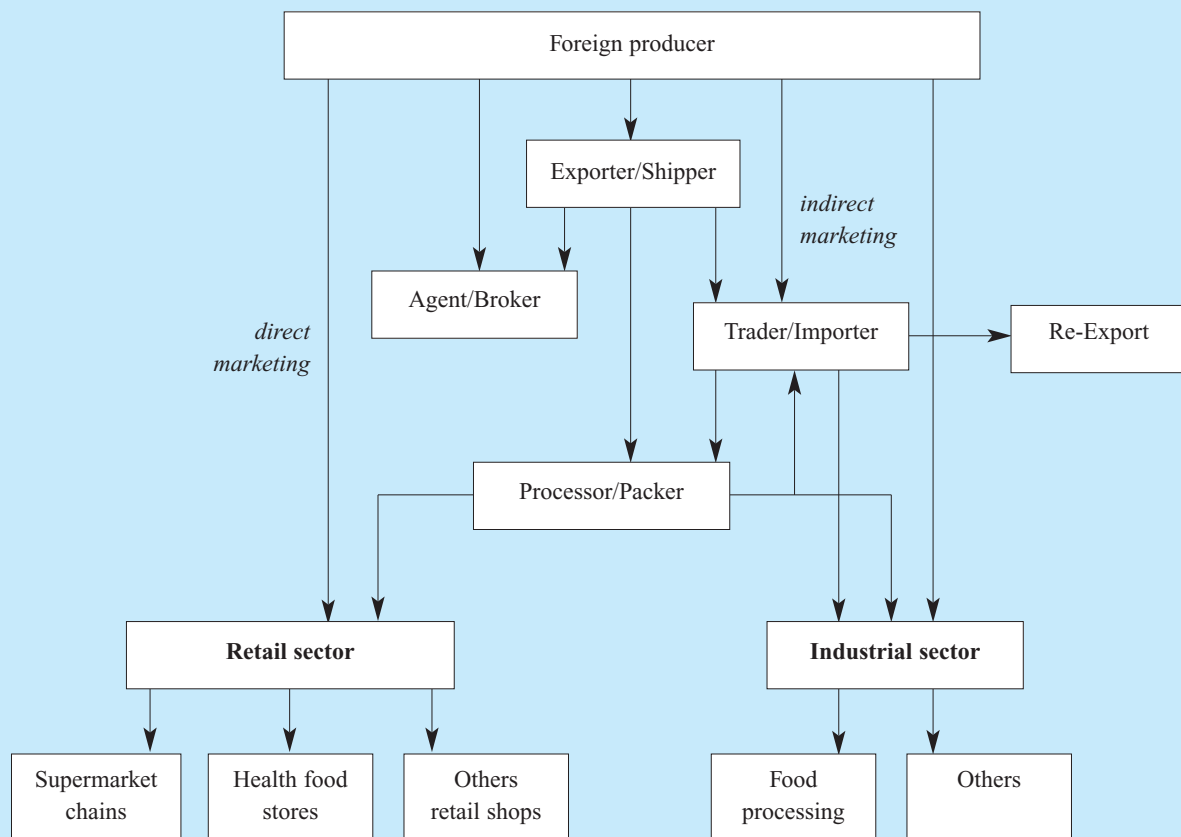 Foreign producer
Exporter/Shipper
indirect
marketing
Agent/Broker
direct
marketing
Trader/Importer
Re-Export
Processor/Packer
Retail sector
Industrial sector
Supermarket
chains
Health food
stores
Others
retail shops
Food
processing
Others